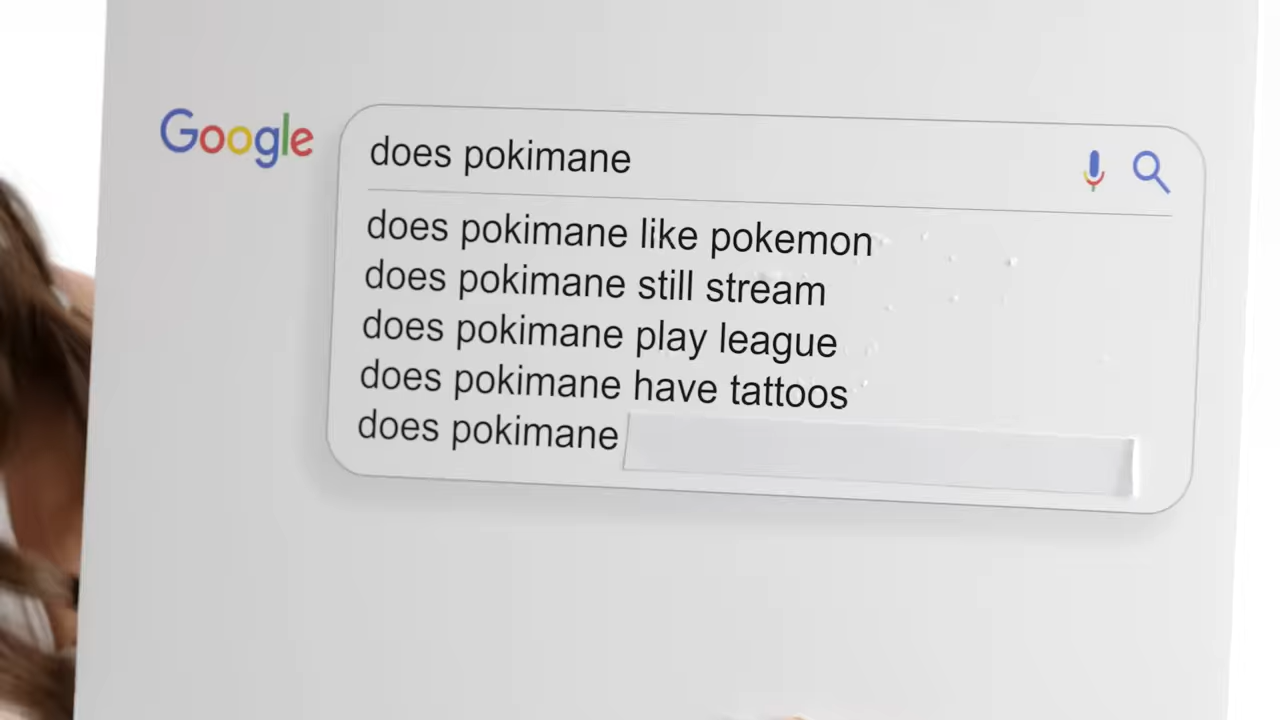 Google
does pokimane
does pokimane like pokemon
does pokimane still stream
does pokimane play league
does pokimane have tattoos
does pokimane